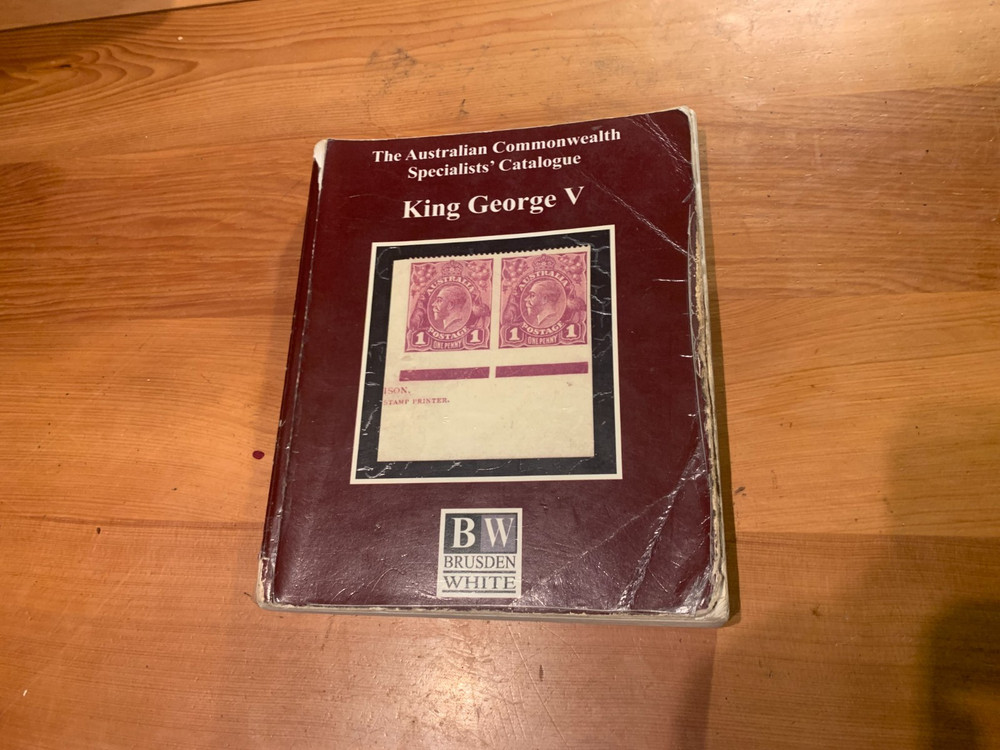 The Australian Commonwealth
Specialists' Catalogue
King George V
AUSTRALIA
POSTAGE
1 1
ONE PENNY
AUSTRALIA
POSTAGE
1 1
ONE PENNY
ISON.
STAMP PRINTER.
B W
BRUSDEN
WHITE